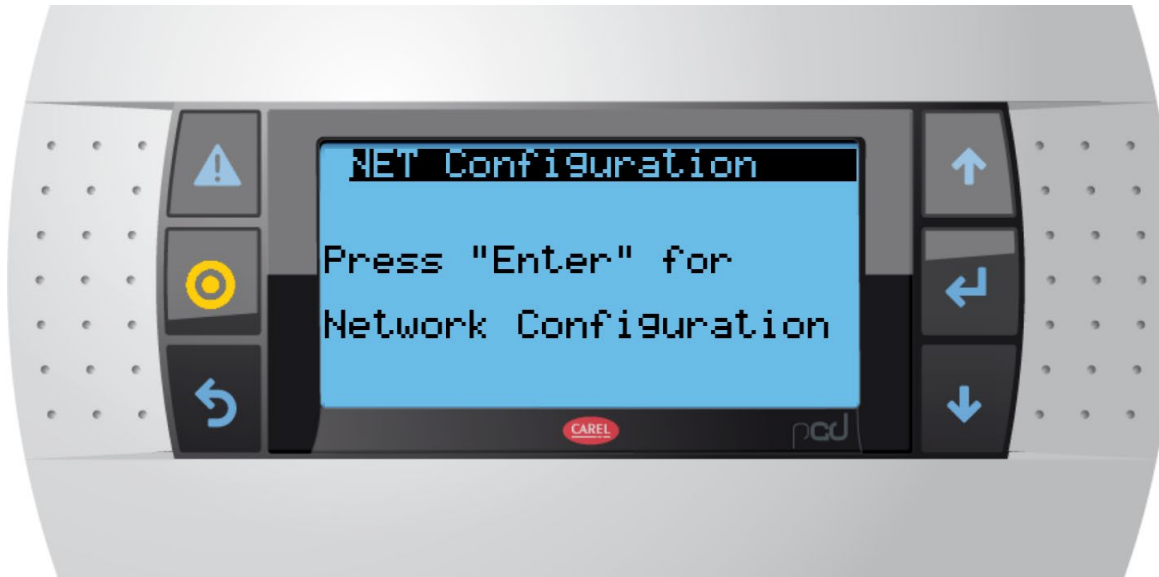 NET Configuration
Press "Enter" for
Network Configuration
CAREL
pGD